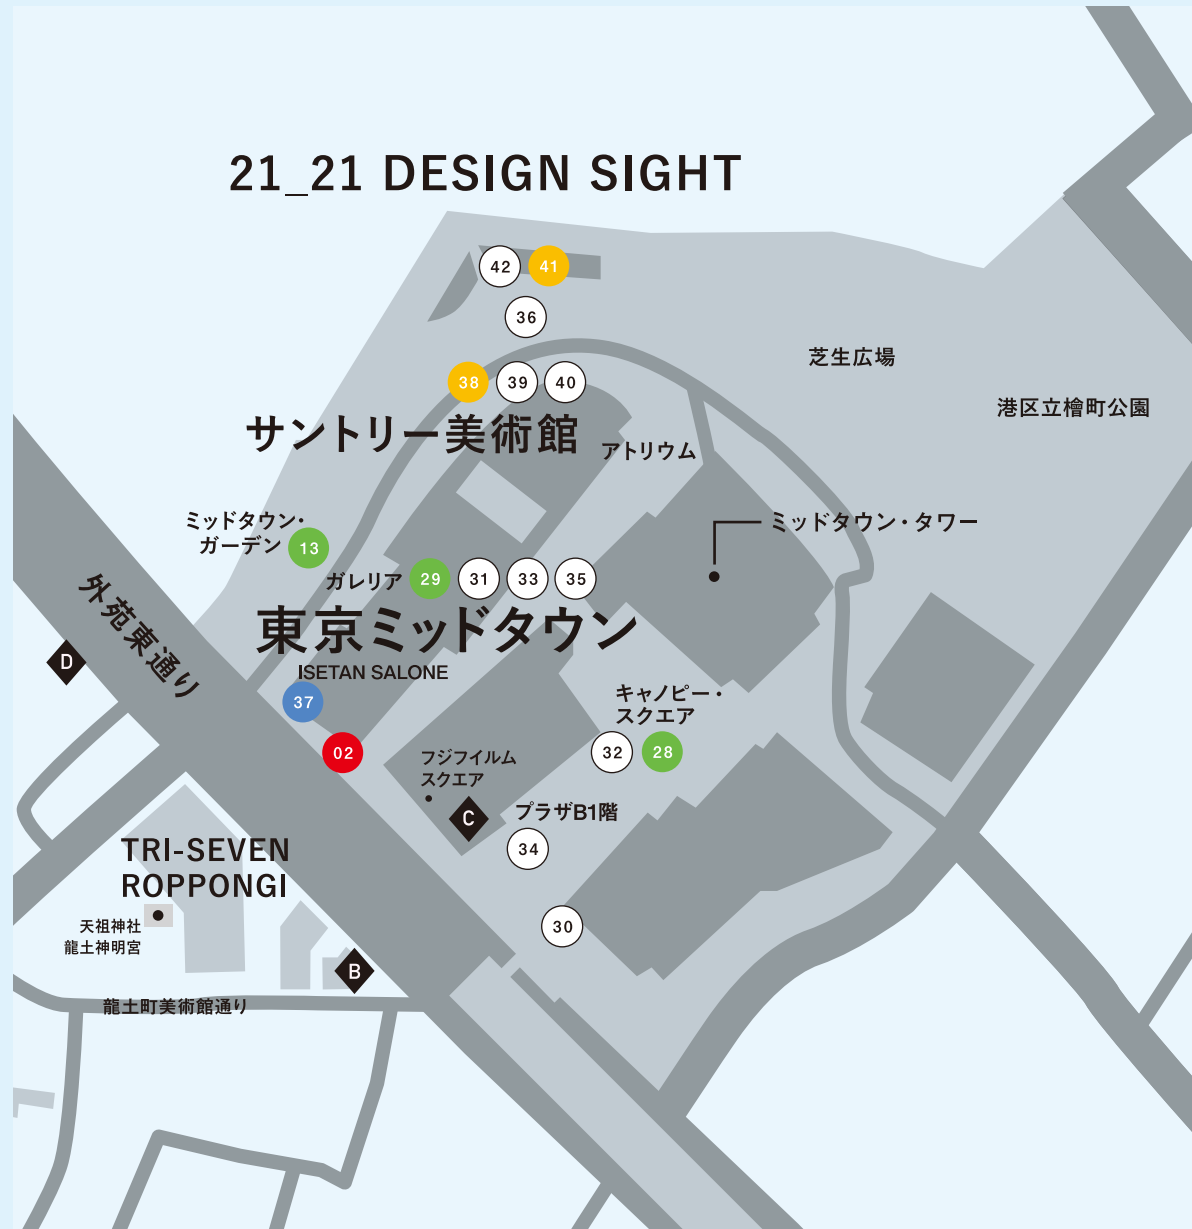 21_21 DESIGN SIGHT
42
41
36
芝生広場
38
39
40
港区立檜町公園
サントリー美術館
アトリウム
ミッドタウン・
ガーデン
13
ミッドタウン・タワー
ガレリア
29
31
33
35
外苑東通り
東京ミッドタウン
D
ISETAN SALONE
37
キャノピー・
スクエア
02
32
28
フジフイルム
スクエア
C
プラザB1階
34
TRI-SEVEN
ROPPONGI
天祖神社
龍土神明宮
30
B
龍土町美術館通り